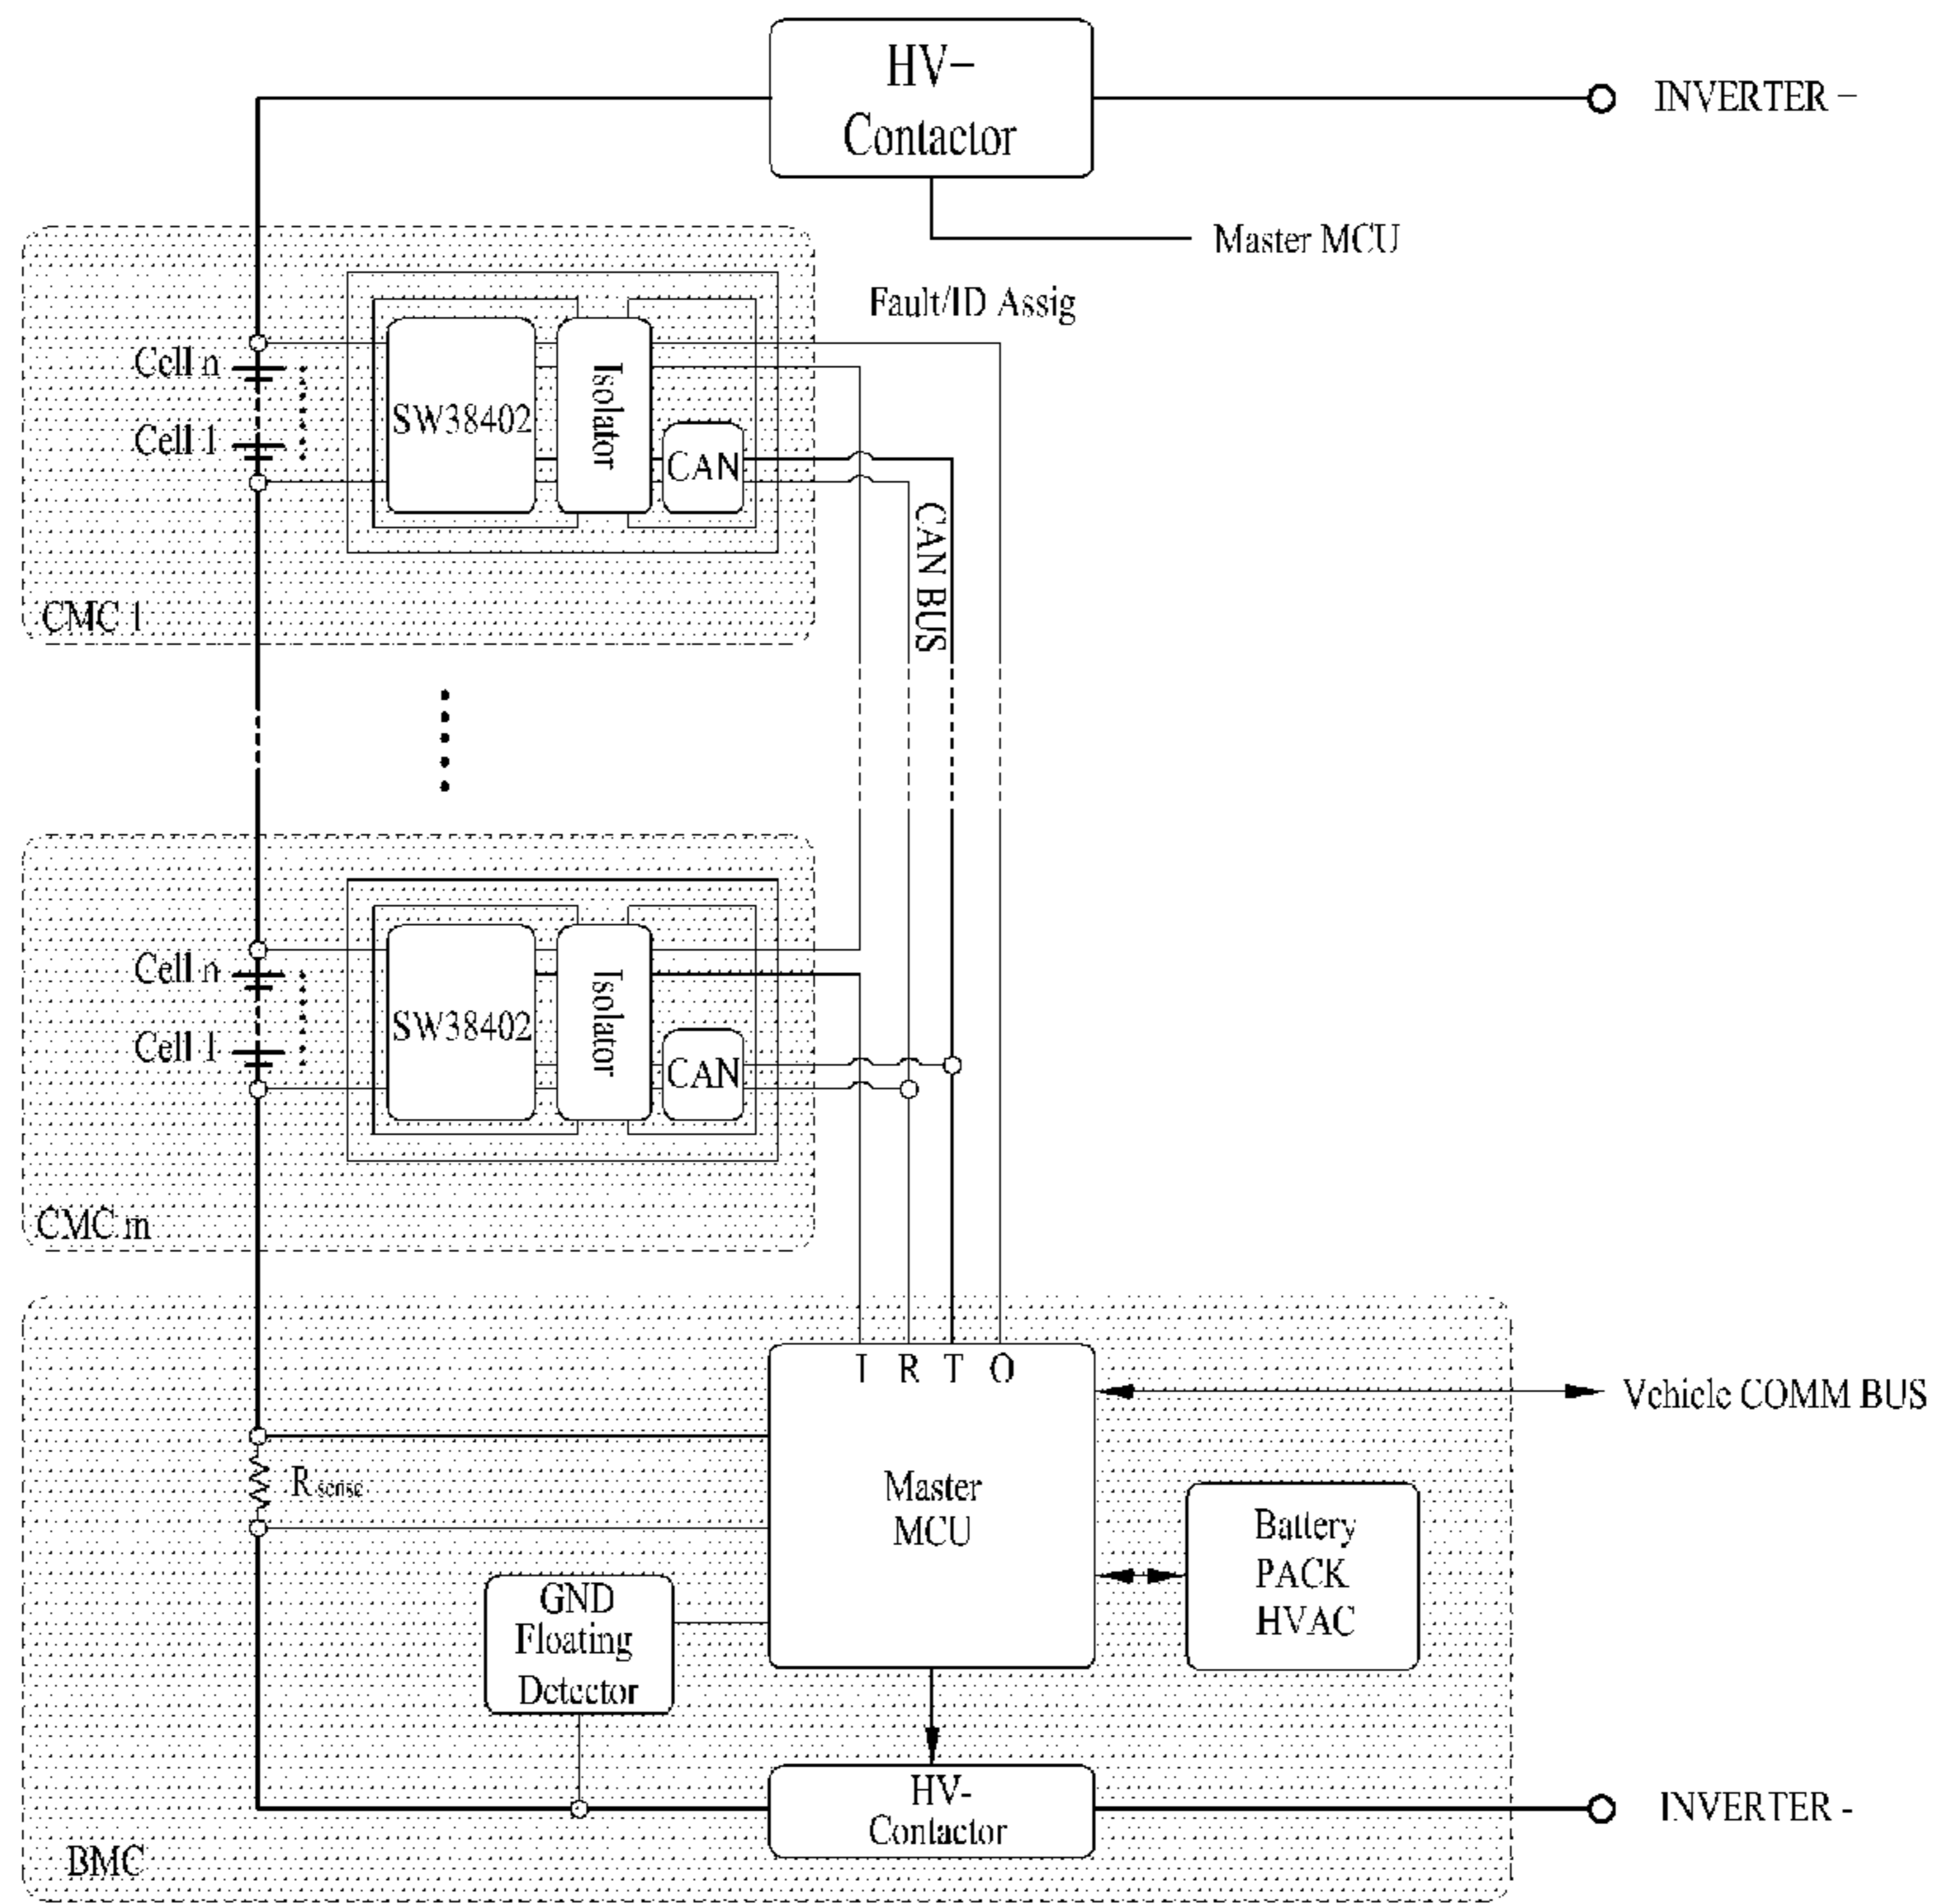 HV−
Contactor
INVERTER −
Master MCU
Fault/ID Assig
Cell n
Cell 1
SW38402
Isolator
CAN
CAN BUS
CMC 1
Cell n
Cell 1
SW38402
Isolator
CAN
CMC m
I R T O
Vehicle COMM BUS
Rsense
Master
MCU
Battery
PACK
HVAC
GND
Floating
Detector
HV-
Contactor
INVERTER -
BMC